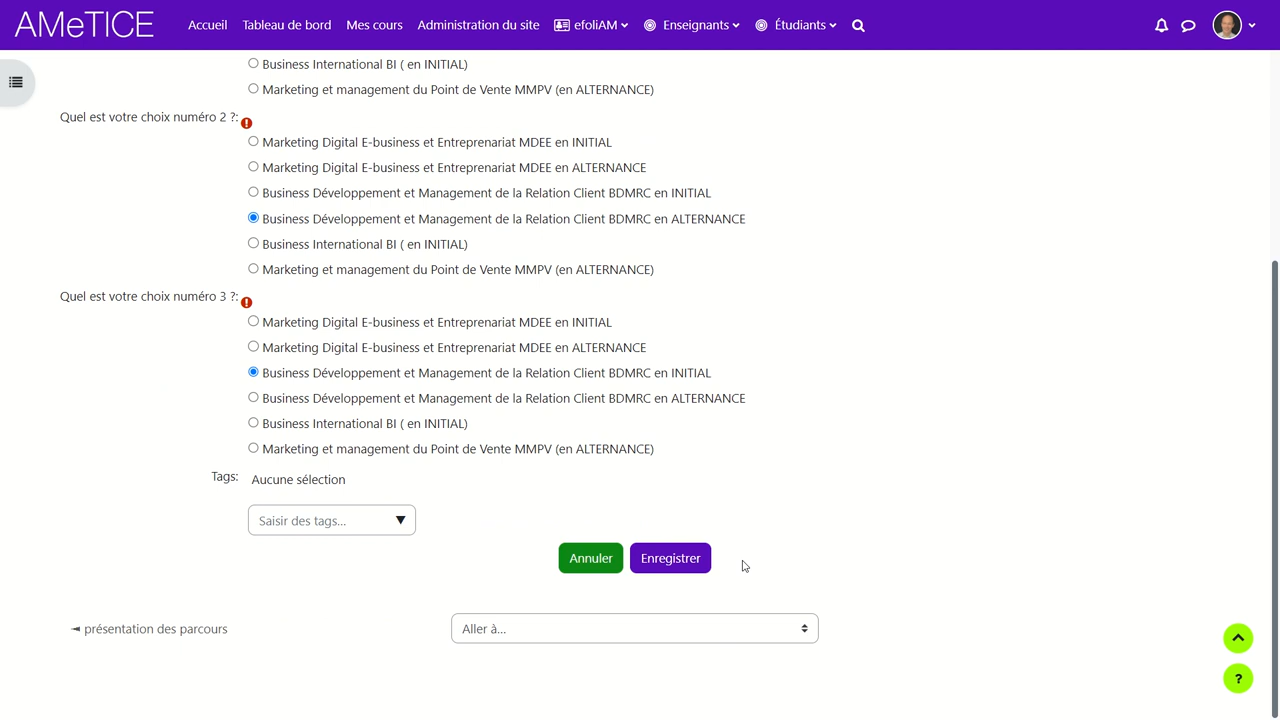 AMeTICE
Accueil
Tableau de bord
Mes cours
Administration du site
efoliAM
Enseignants
Étudiants
Business International BI ( en INITIAL)
Marketing et management du Point de Vente MMPV (en ALTERNANCE)
Quel est votre choix numéro 2 ?:
Marketing Digital E-business et Entreprenariat MDEE en INITIAL
Marketing Digital E-business et Entreprenariat MDEE en ALTERNANCE
Business Développement et Management de la Relation Client BDMRC en INITIAL
Business Développement et Management de la Relation Client BDMRC en ALTERNANCE
Business International BI ( en INITIAL)
Marketing et management du Point de Vente MMPV (en ALTERNANCE)
Quel est votre choix numéro 3 ?:
Marketing Digital E-business et Entreprenariat MDEE en INITIAL
Marketing Digital E-business et Entreprenariat MDEE en ALTERNANCE
Business Développement et Management de la Relation Client BDMRC en INITIAL
Business Développement et Management de la Relation Client BDMRC en ALTERNANCE
Business International BI ( en INITIAL)
Marketing et management du Point de Vente MMPV (en ALTERNANCE)
Tags:
Aucune sélection
Saisir des tags...
Annuler
Enregistrer
◄ présentation des parcours
Aller à...
?